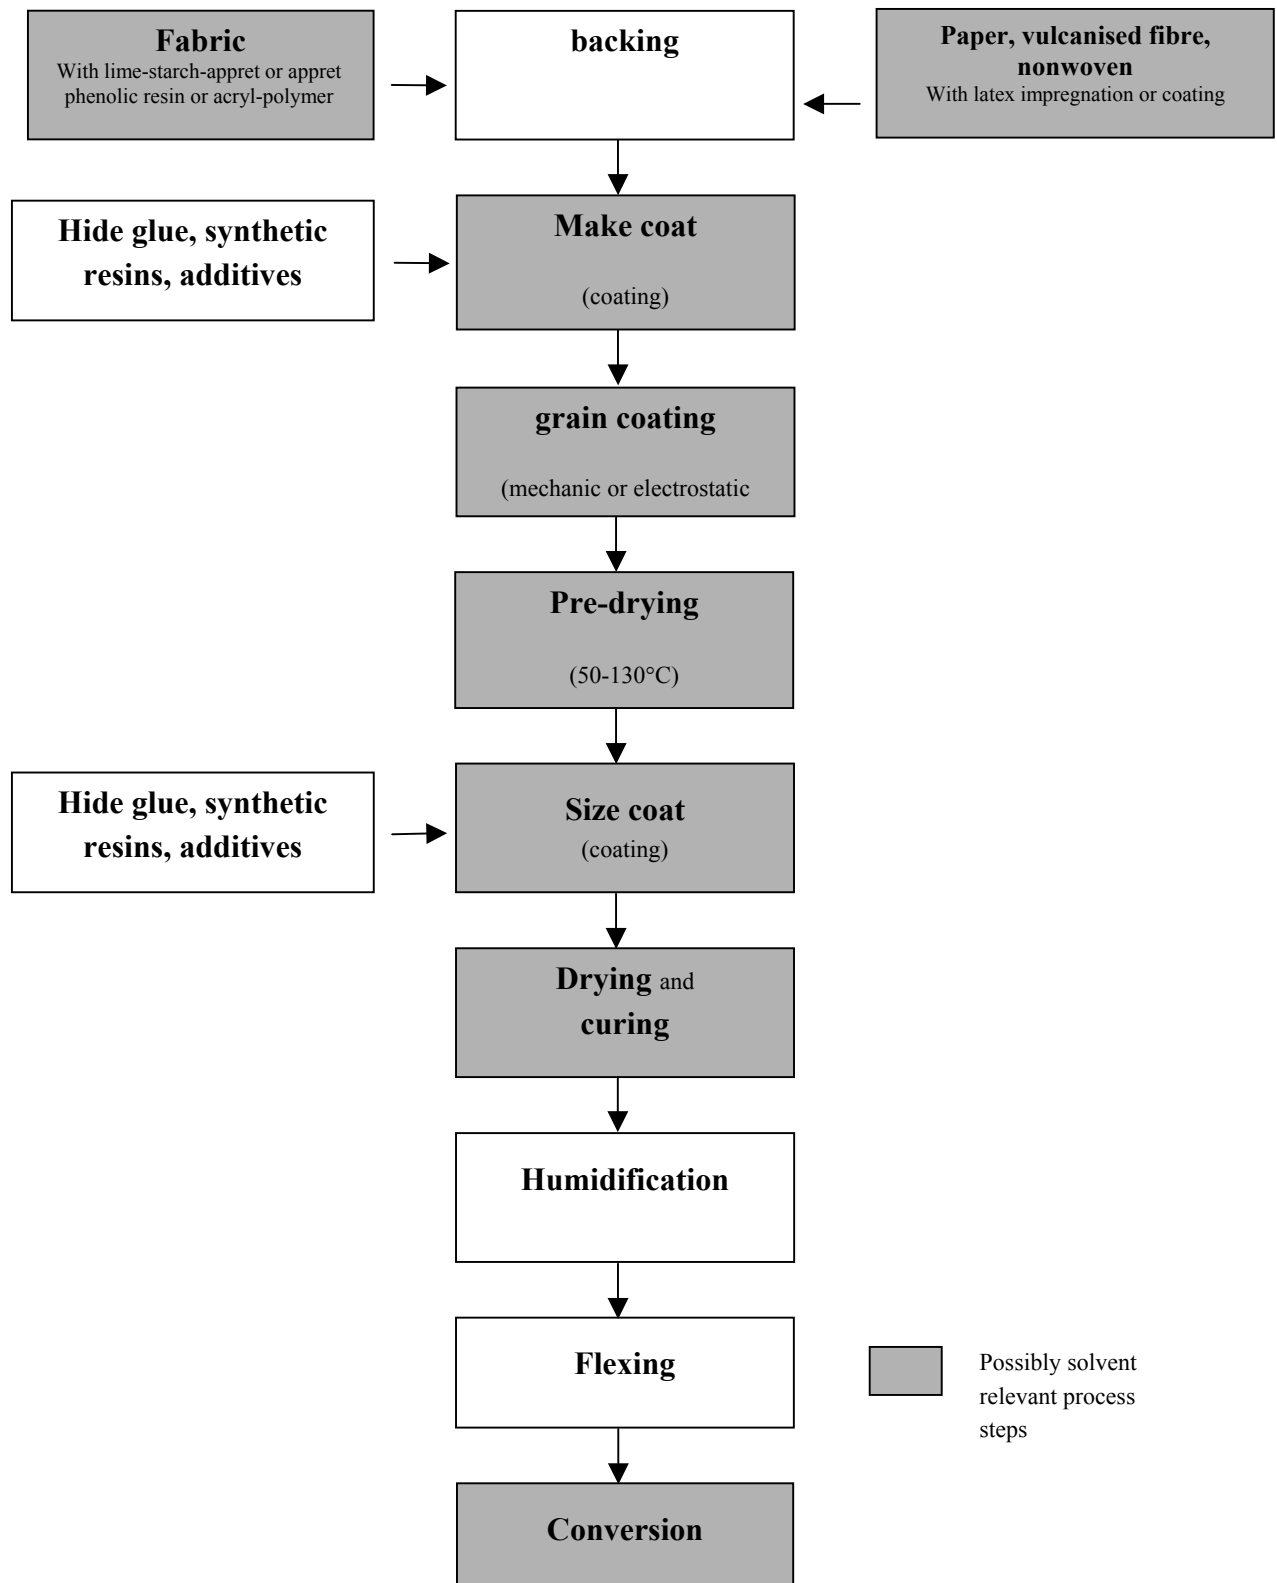 Fabric
With lime-starch-appret or appret
phenolic resin or acryl-polymer
backing
Paper, vulcanised fibre,
nonwoven
With latex impregnation or coating
Hide glue, synthetic
resins, additives
Make coat
(coating)
grain coating
(mechanic or electrostatic
Pre-drying
(50-130°C)
Hide glue, synthetic
resins, additives
Size coat
(coating)
Drying and
curing
Humidification
Flexing
Possibly solvent
relevant process
steps
Conversion